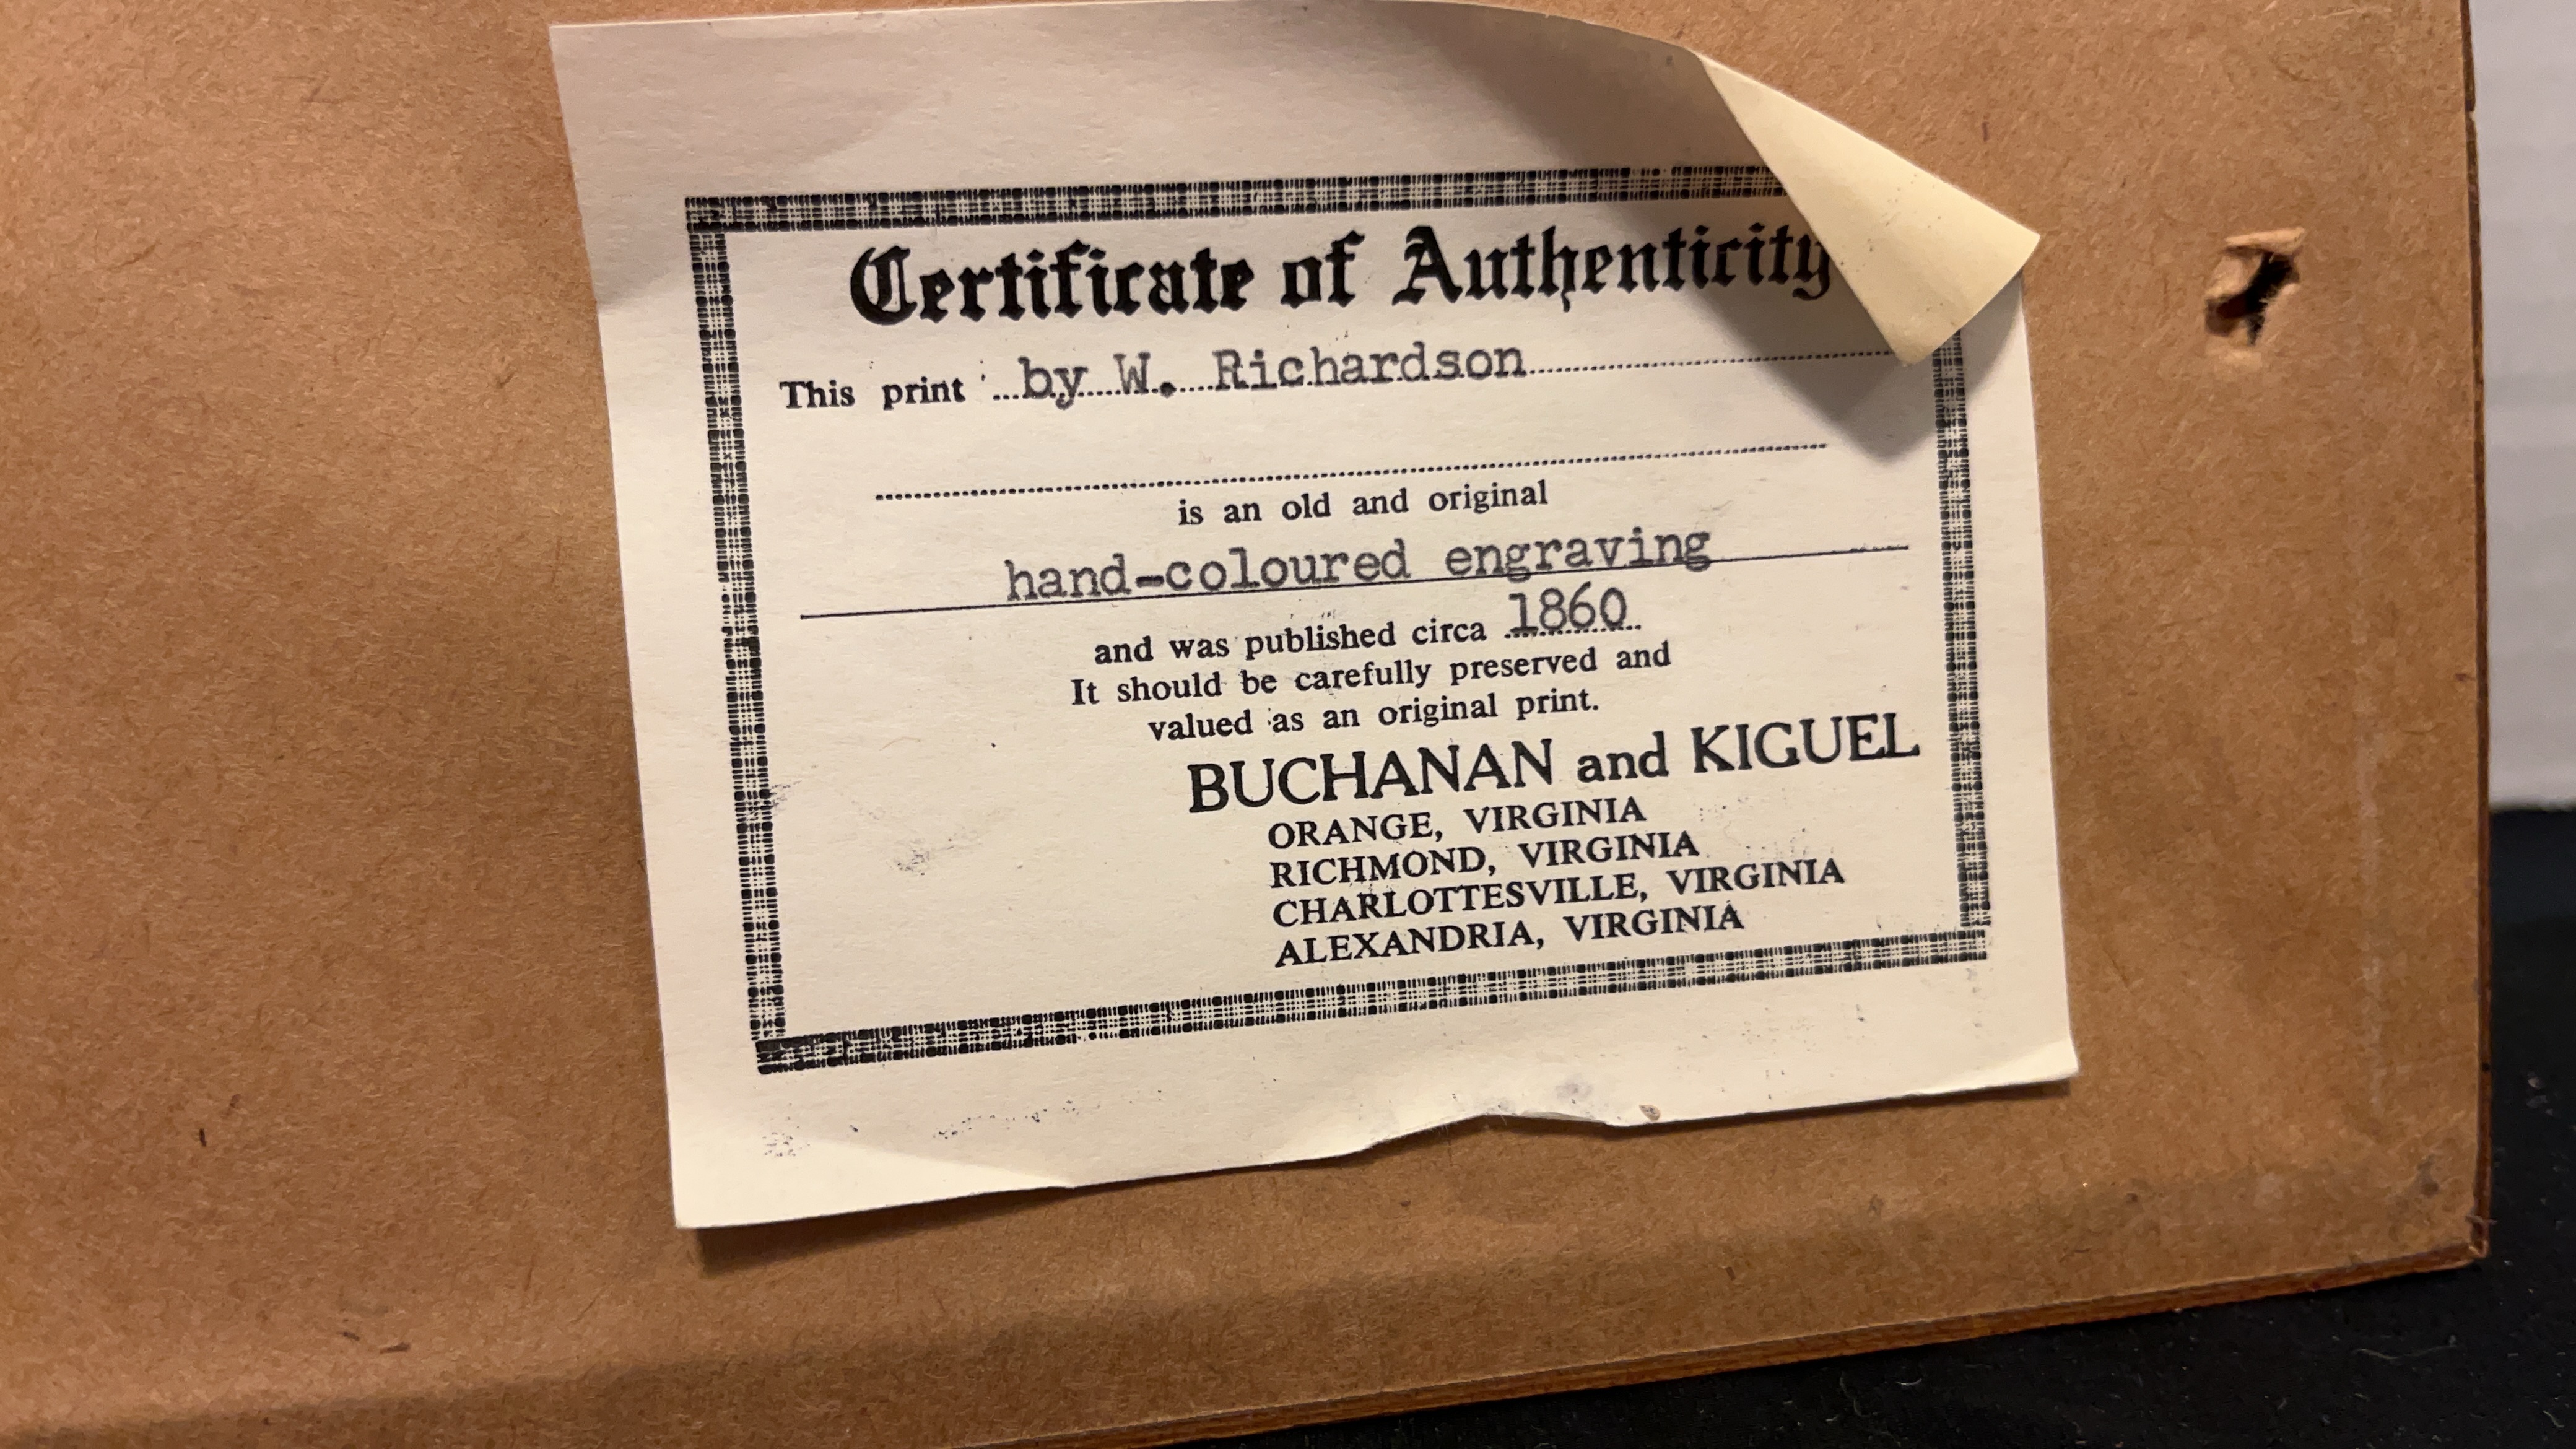 Certificate of Authenticity
This print by W. Richardson
is an old and original
hand-coloured engraving
and was published circa 1860
It should be carefully preserved and
valued as an original print.
BUCHANAN and KIGUEL
ORANGE, VIRGINIA
RICHMOND, VIRGINIA
CHARLOTTESVILLE, VIRGINIA
ALEXANDRIA, VIRGINIA